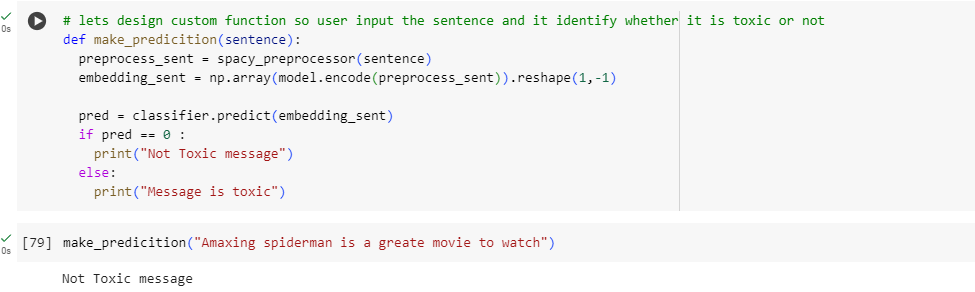 # lets design custom function so user input the sentence and it identify whether it is toxic or not
0s
def make_predicition(sentence):
  preprocess_sent = spacy_preprocessor(sentence)
  embedding_sent = np.array(model.encode(preprocess_sent)).reshape(1,-1)

  pred = classifier.predict(embedding_sent)
  if pred == 0 :
    print("Not Toxic message")
  else:
    print("Message is toxic")
[79] make_predicition("Amaxing spiderman is a greate movie to watch")
0s
Not Toxic message